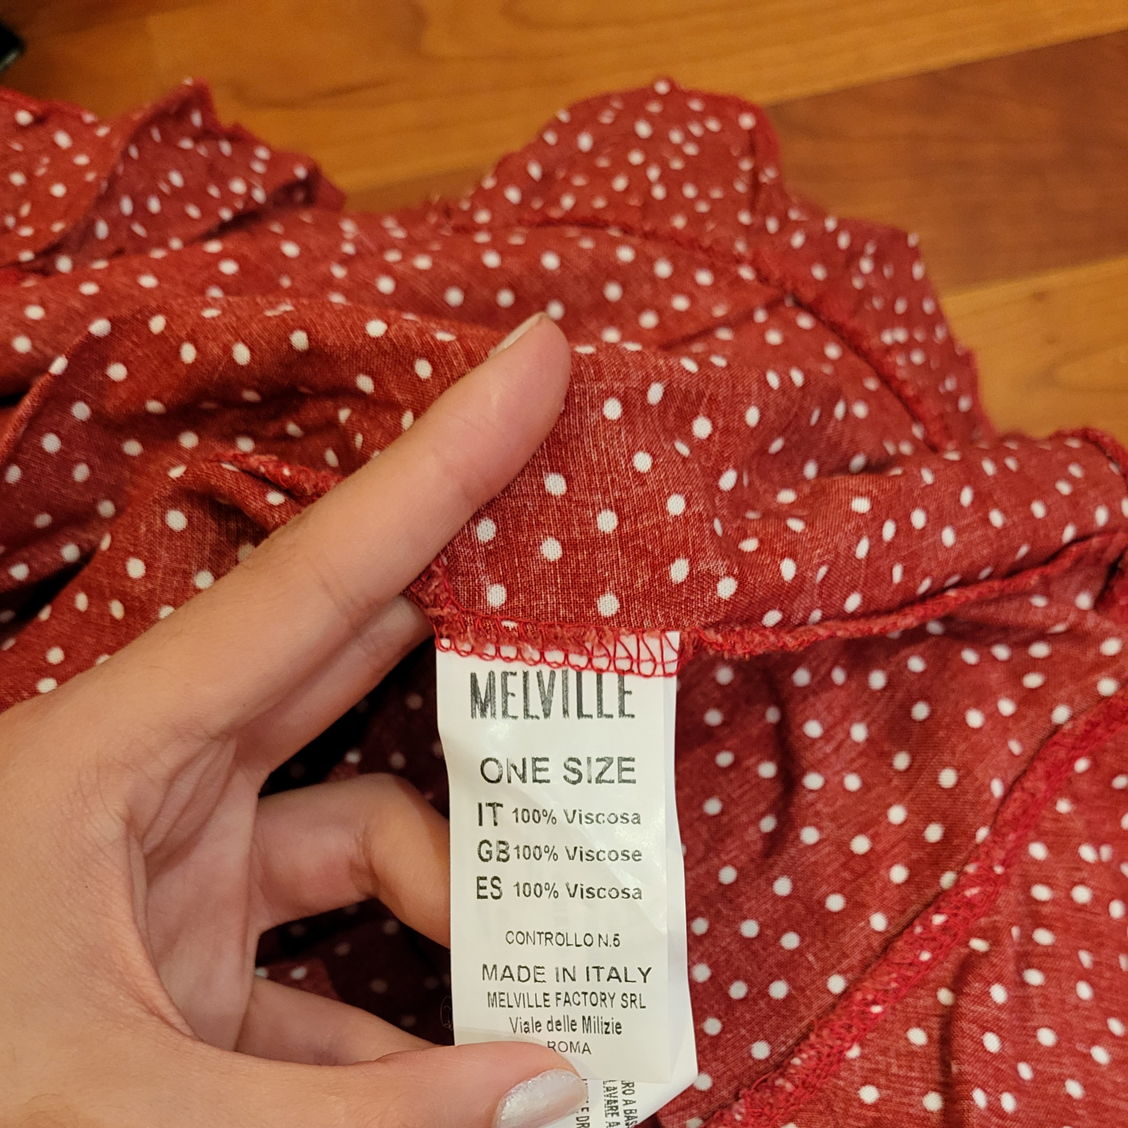 MELVILLE
ONE SIZE
IT 100% Viscosa
GB 100% Viscose
ES 100% Viscosa
CONTROLLO N.5
MADE IN ITALY
MELVILLE FACTORY SRL
Viale delle Milizie
ROMA